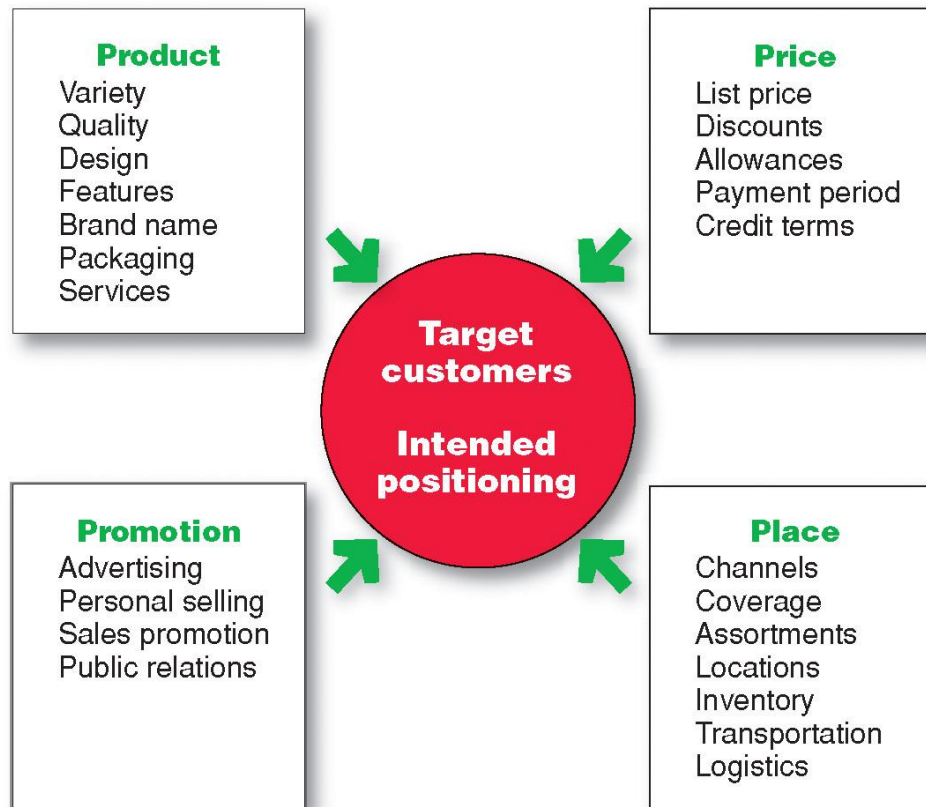 Product
Variety
Quality
Design
Features
Brand name
Packaging
Services
Price
List price
Discounts
Allowances
Payment period
Credit terms
Target
customers
Intended
positioning
Promotion
Advertising
Personal selling
Sales promotion
Public relations
Place
Channels
Coverage
Assortments
Locations
Inventory
Transportation
Logistics